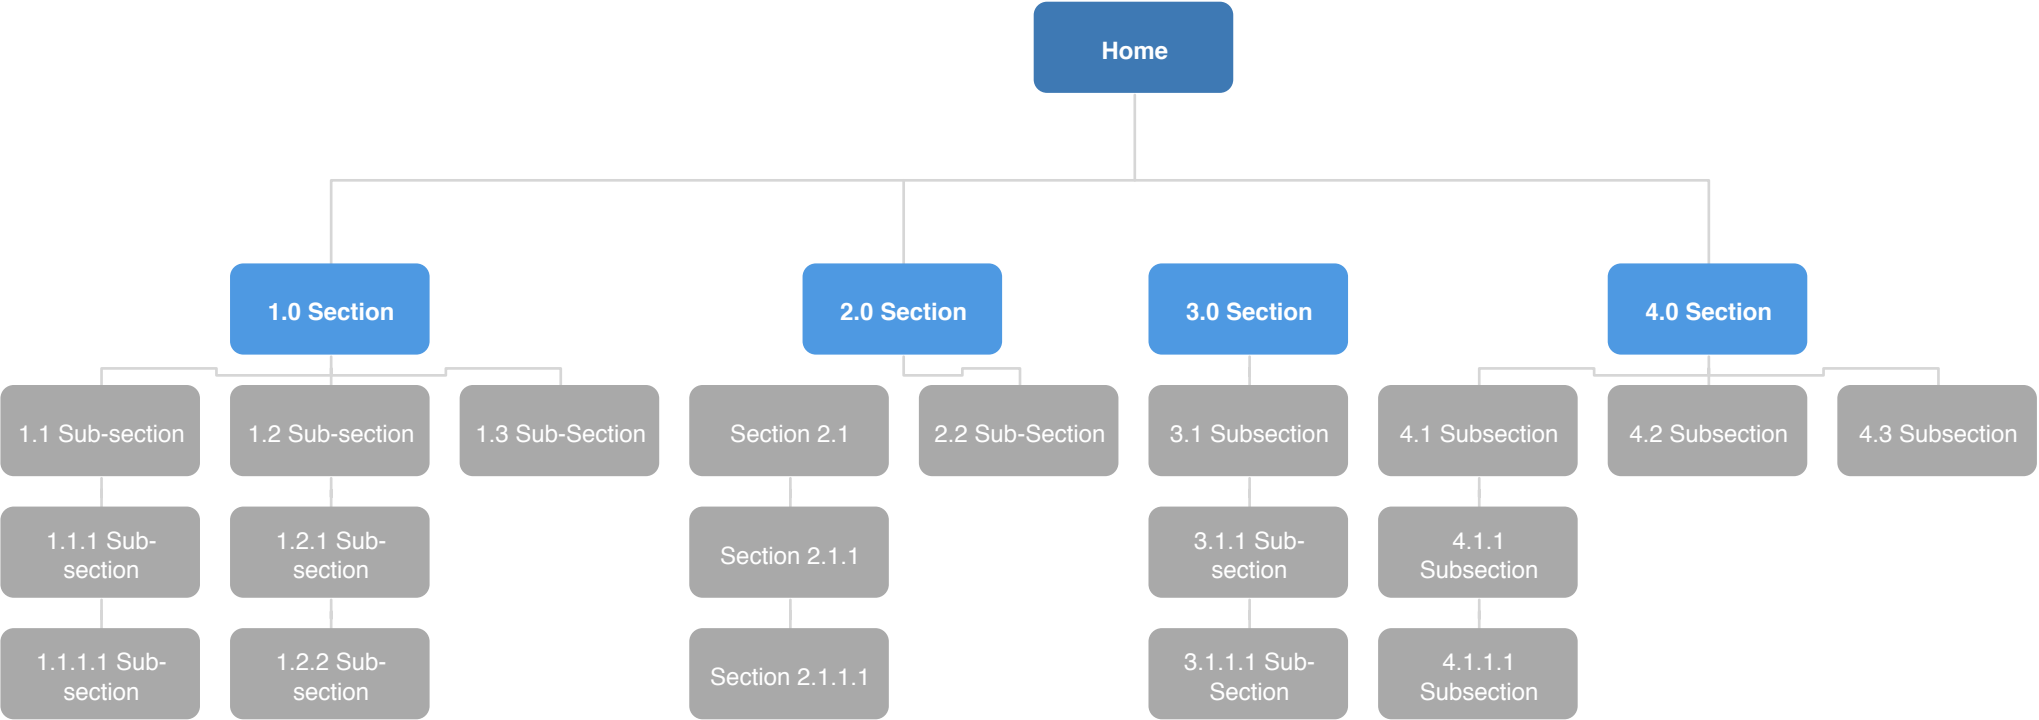 Home
1.0 Section
2.0 Section
3.0 Section
4.0 Section
1.1 Sub-section
1.2 Sub-section
1.3 Sub-Section
Section 2.1
2.2 Sub-Section
3.1 Subsection
4.1 Subsection
4.2 Subsection
4.3 Subsection
1.1.1 Sub-
section
1.2.1 Sub-
section
Section 2.1.1
3.1.1 Sub-
section
4.1.1
Subsection
1.1.1.1 Sub-
section
1.2.2 Sub-
section
Section 2.1.1.1
3.1.1.1 Sub-
Section
4.1.1.1
Subsection